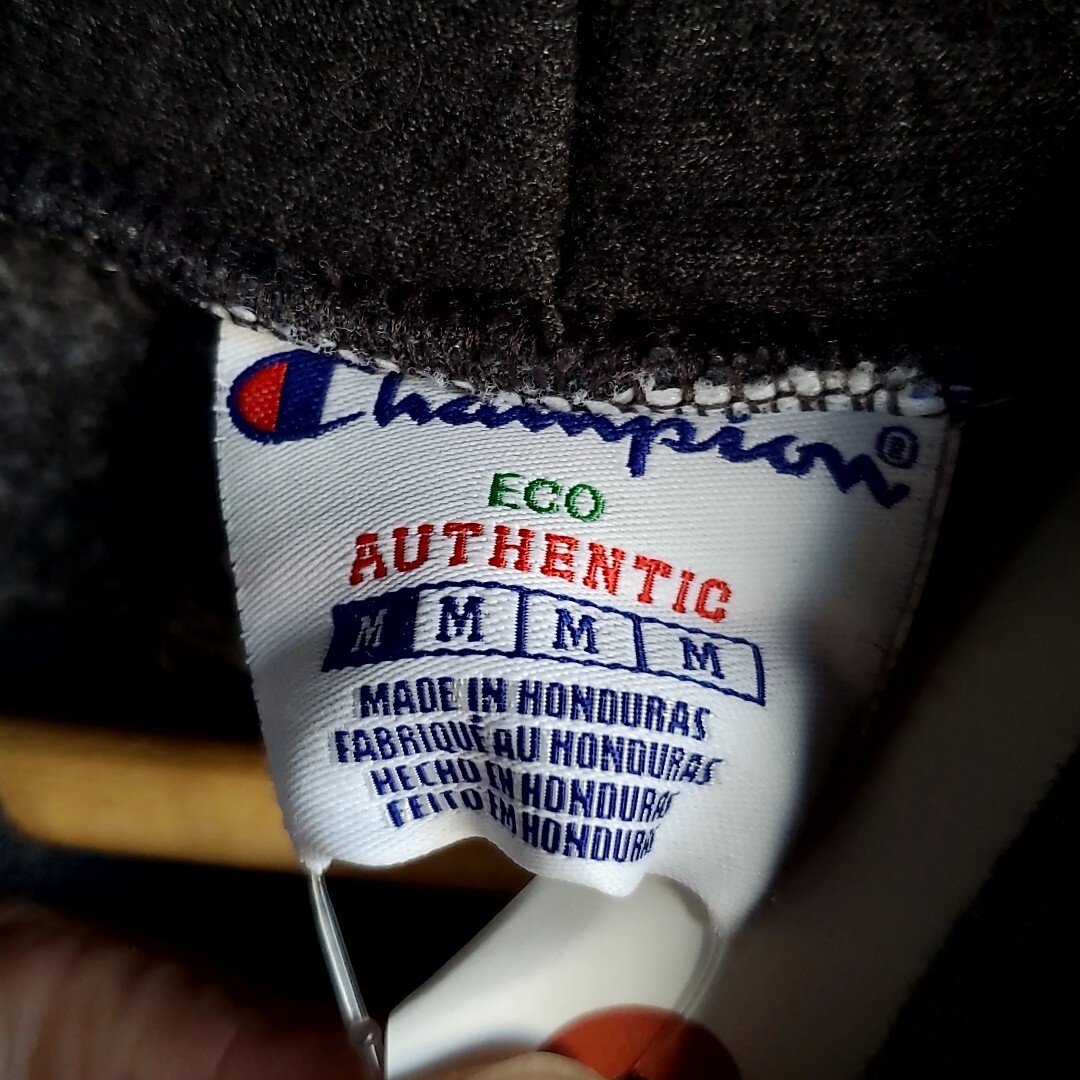 Champion®
ECO
AUTHENTIC
M M M M
MADE IN HONDURAS
FABRIQUÉ AU HONDURAS
HECHO EN HONDURAS
FEITO EM HONDURAS